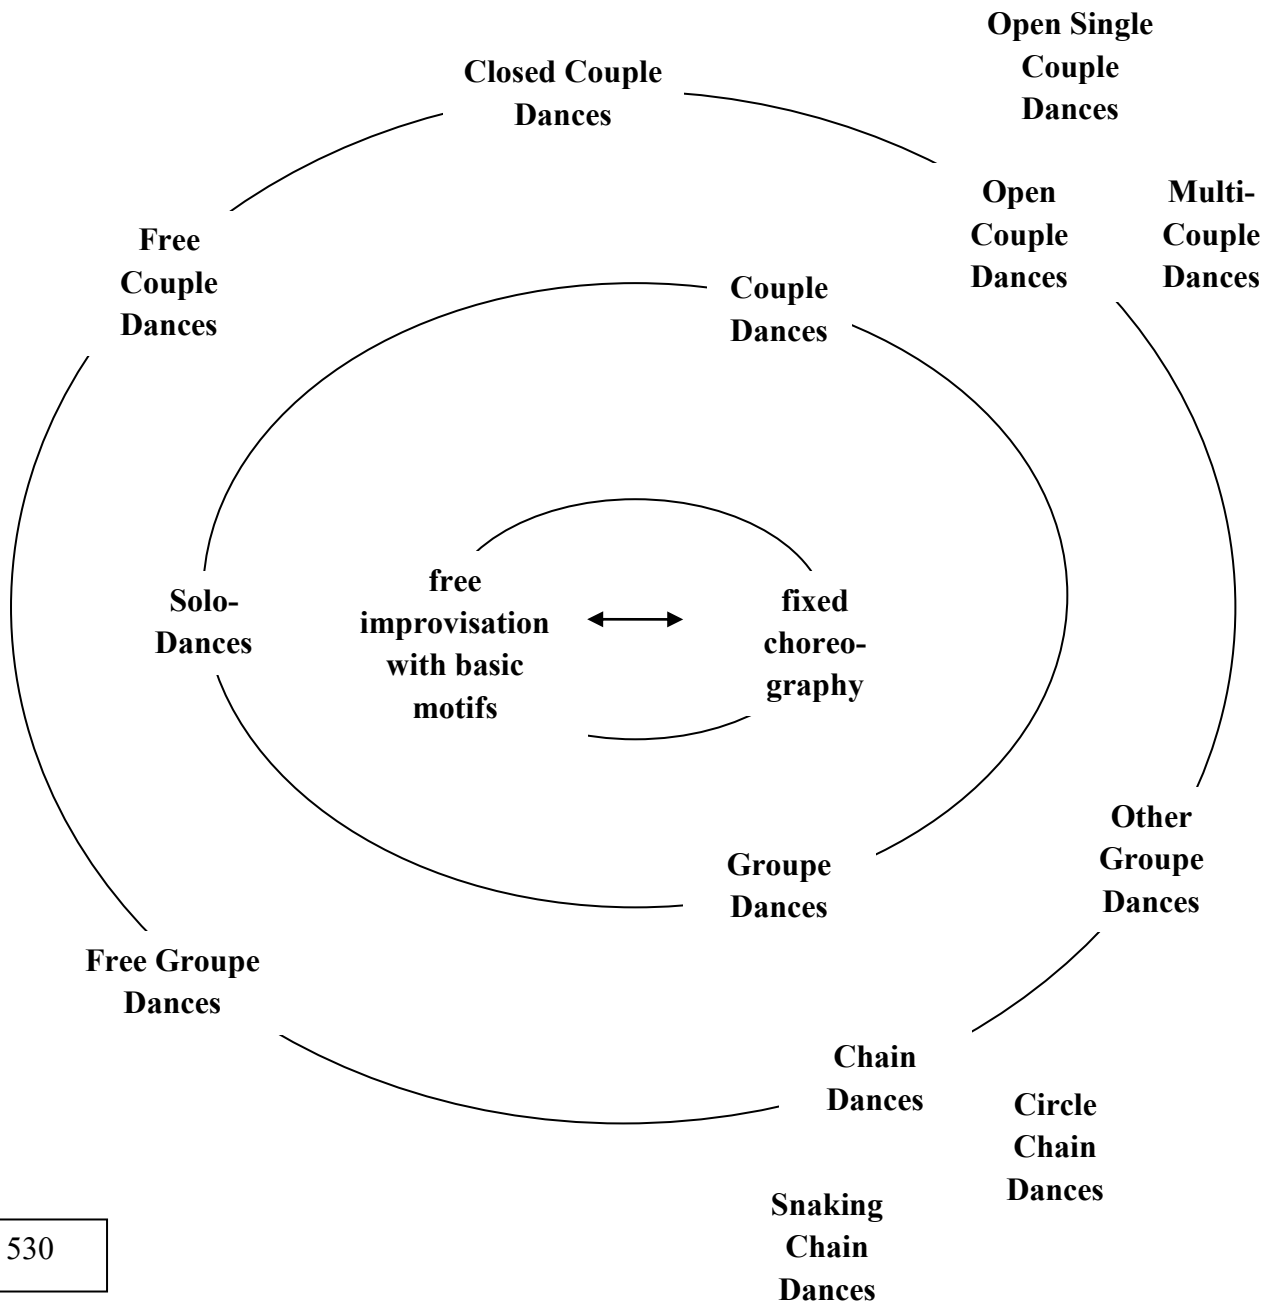 Open Single
Couple
Dances
Closed Couple
Dances
Open
Couple
Dances
Multi-
Couple
Dances
Free
Couple
Dances
Couple
Dances
Solo-
Dances
free
improvisation
with basic
motifs
fixed
choreo-
graphy
Groupe
Dances
Other
Groupe
Dances
Free Groupe
Dances
Chain
Dances
Circle
Chain
Dances
Snaking
Chain
Dances
530